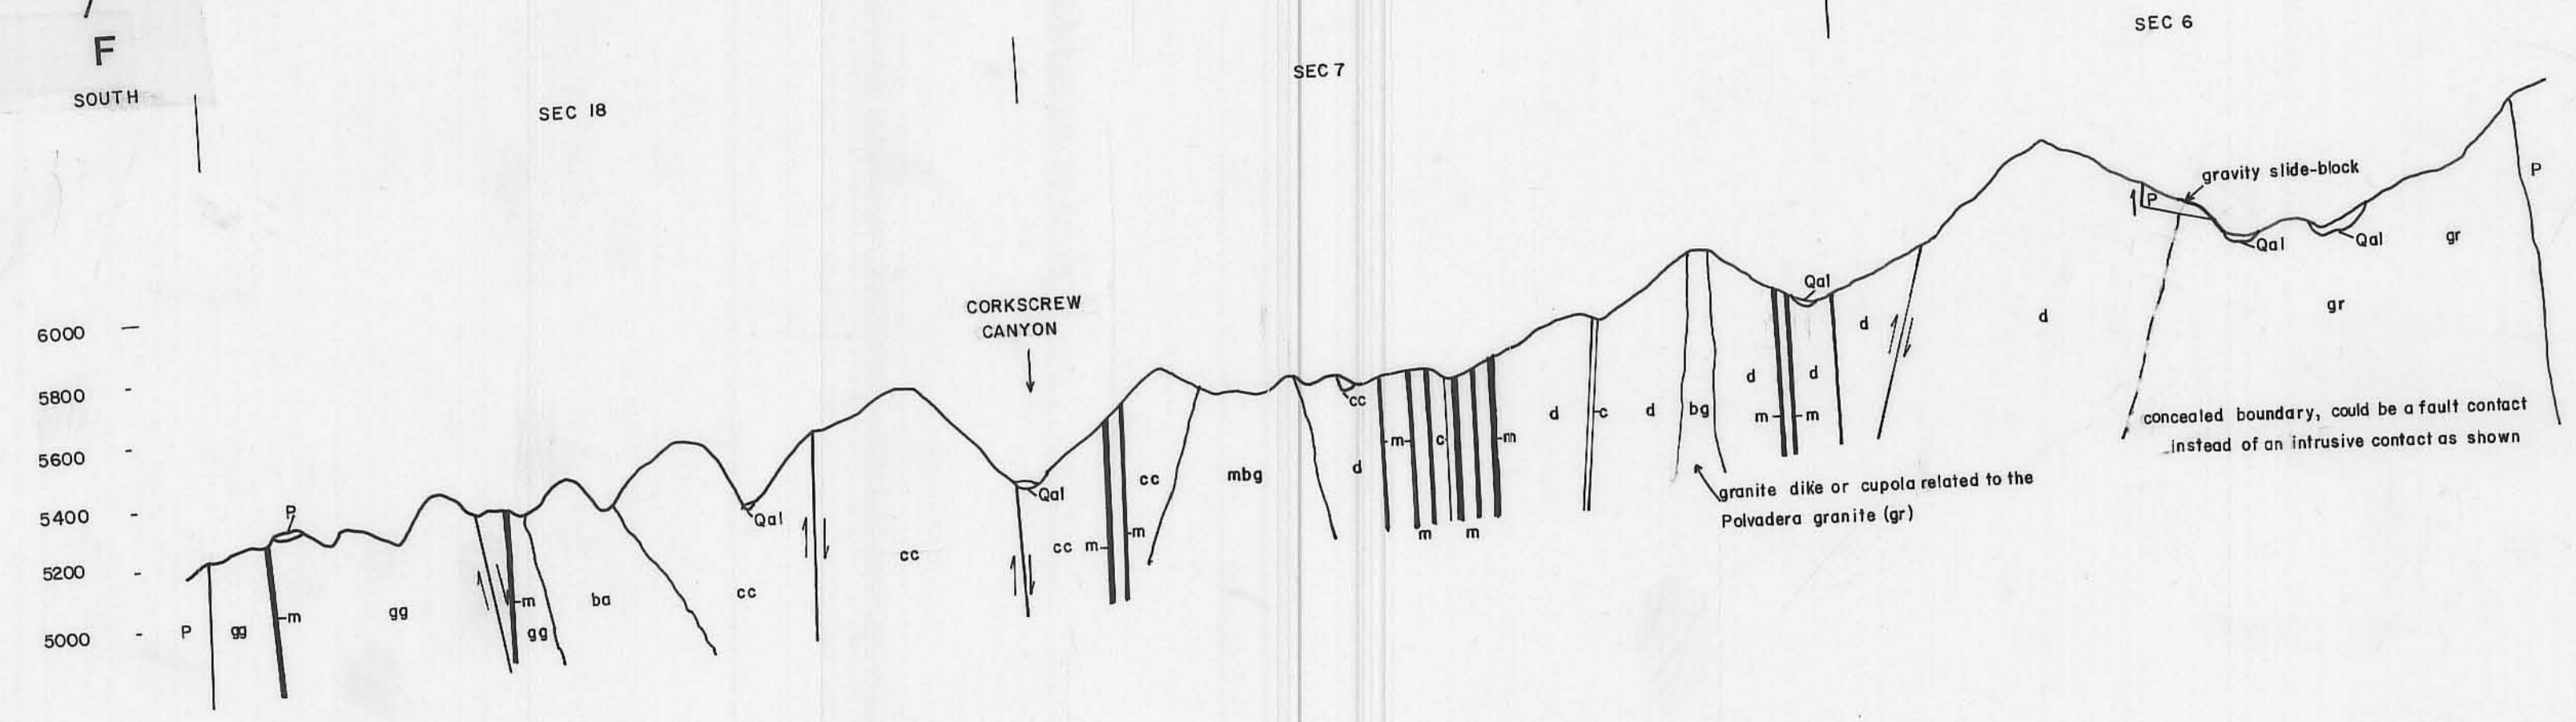 F
SOUTH
SEC 18
SEC 7
SEC 6
gravity slide-block
P
P
Qal
Qal
gr
gr
CORKSCREW
CANYON
Qal
6000
5800
5600
5400
5200
5000
P
P
gg
m
gg
m
gg
ba
Qal
cc
cc
Qal
cc
m
m
cc
mbg
cc
d
m
c
m
m
m
d
c
d
bg
d
m
d
m
d
d
concealed boundary, could be a fault contact
instead of an intrusive contact as shown
granite dike or cupola related to the
Polvadera granite (gr)